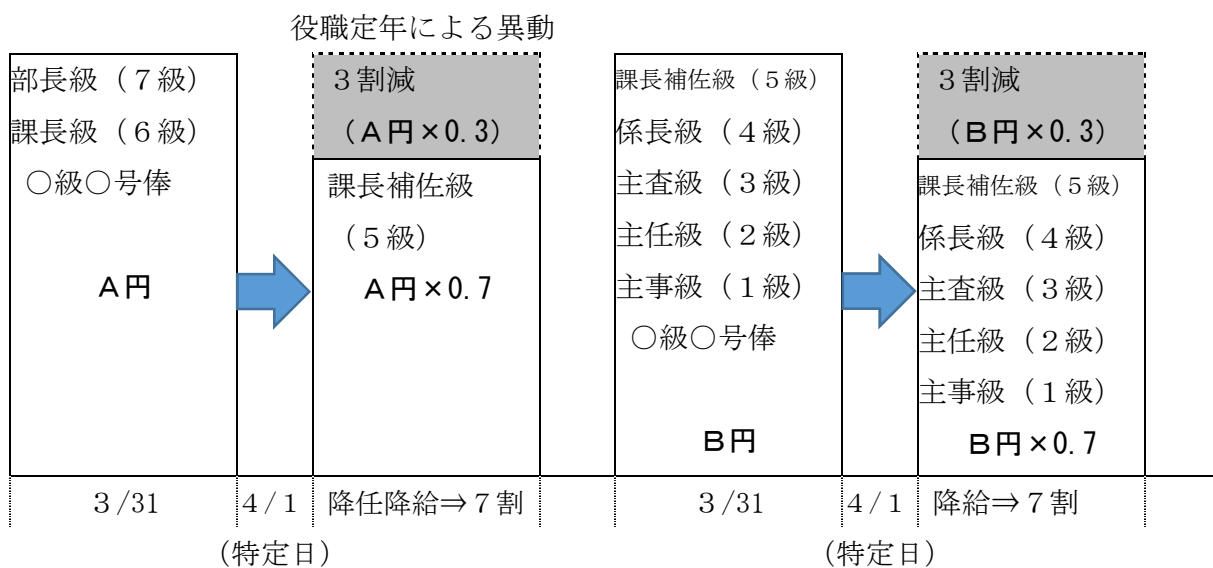 役職定年による異動
部長級（７級）
課長級（６級）
○級○号俸
Ａ円
３割減
（Ａ円×0.3）
課長補佐級
（５級）
Ａ円×0.7
課長補佐級（５級）
係長級（４級）
主査級（３級）
主任級（２級）
主事級（１級）
○級○号俸
Ｂ円
３割減
（Ｂ円×0.3）
課長補佐級（５級）
係長級（４級）
主査級（３級）
主任級（２級）
主事級（１級）
Ｂ円×0.7
３/31
４/１
降任降給⇒７割
３/31
４/１
降給⇒７割
（特定日）
（特定日）